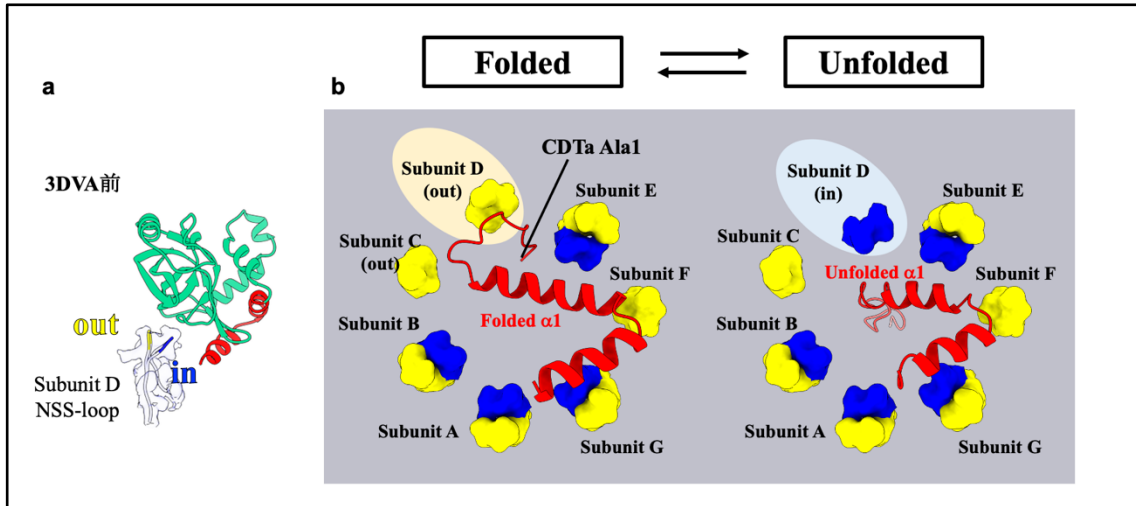 Folded
Unfolded
a
b
3DVA前
out
in
Subunit D
NSS-loop
CDTa Ala1
Subunit D
(out)
Subunit E
Subunit C
(out)
Subunit F
Folded α1
Subunit B
Subunit A
Subunit G
Subunit D
(in)
Subunit E
Subunit C
Subunit F
Unfolded α1
Subunit B
Subunit A
Subunit G